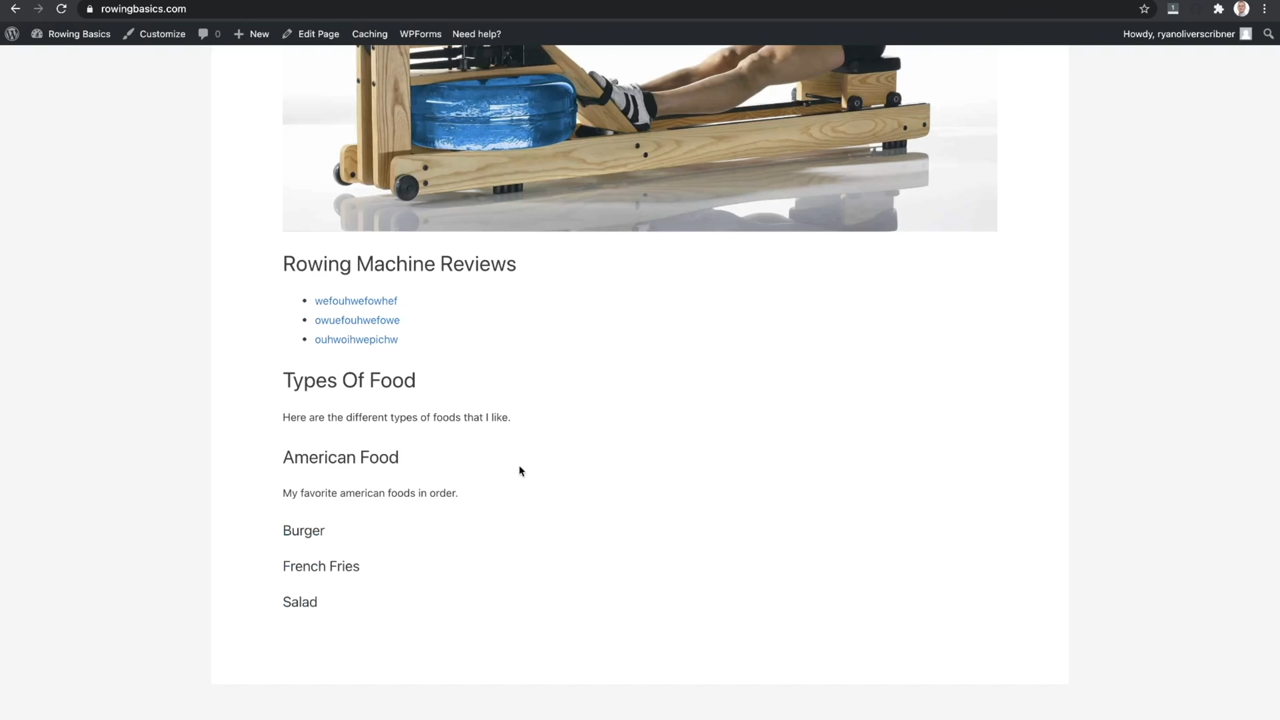 rowingbasics.com
Rowing Basics Customize 0 New Edit Page Caching WPForms Need help? Howdy, ryanoliverscribner
Rowing Machine Reviews
wefouhwefowhef
owuefouhwefowe
ouhwoihwepichw
Types Of Food
Here are the different types of foods that I like.
American Food
My favorite american foods in order.
Burger
French Fries
Salad